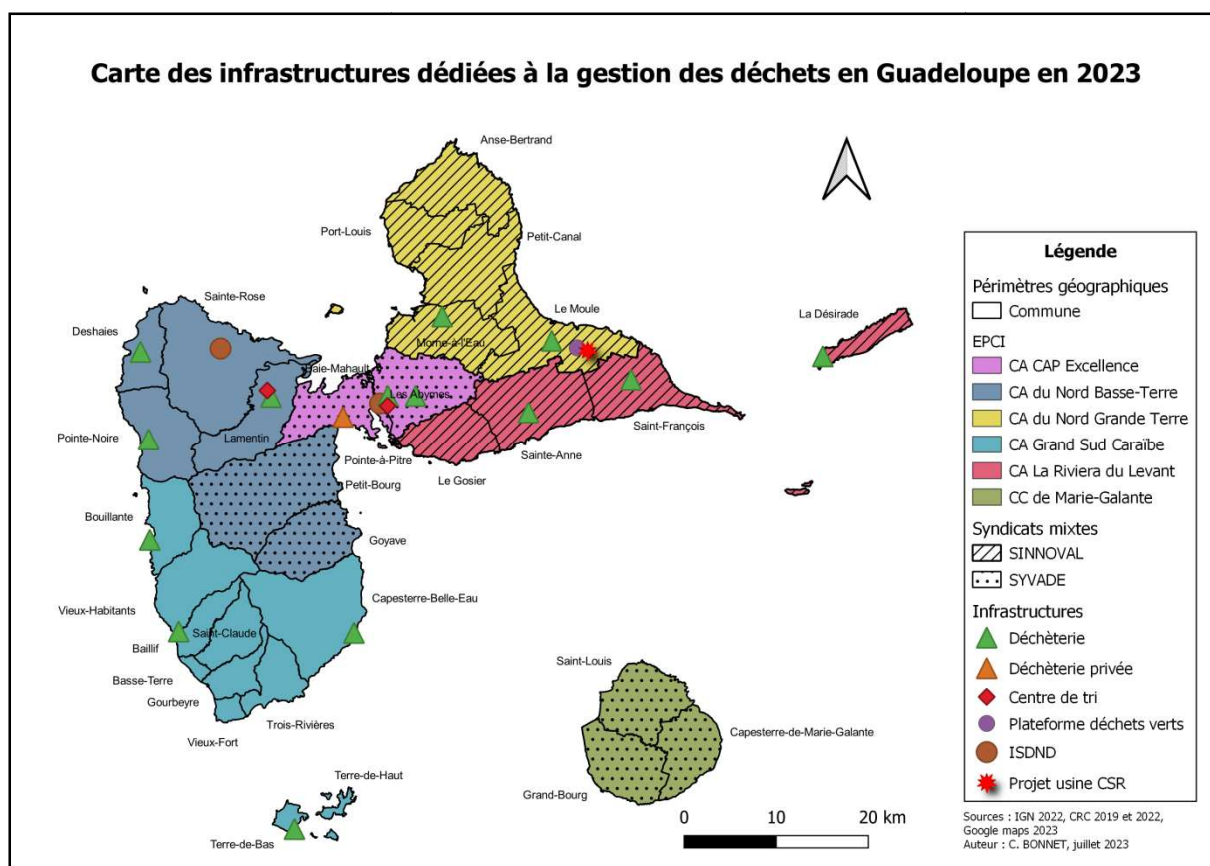 Carte des infrastructures dédiées à la gestion des déchets en Guadeloupe en 2023
Anse-Bertrand
Port-Louis
Petit-Canal
Sainte-Rose
Le Moule
La Désirade
Deshaies
Morne-à-l'Eau
Baie-Mahault
Les Abymes
Pointe-Noire
Lamentin
Saint-François
Sainte-Anne
Pointe-à-Pitre
Le Gosier
Petit-Bourg
Bouillante
Goyave
Vieux-Habitants
Capesterre-Belle-Eau
Saint-Claude
Baillif
Basse-Terre
Gourbeyre
Trois-Rivières
Vieux-Fort
Saint-Louis
Capesterre-de-Marie-Galante
Grand-Bourg
Terre-de-Haut
Terre-de-Bas
0 10 20 km
Légende
Périmètres géographiques
Commune
EPCI
CA CAP Excellence
CA du Nord Basse-Terre
CA du Nord Grande Terre
CA Grand Sud Caraïbe
CA La Riviera du Levant
CC de Marie-Galante
Syndicats mixtes
SINNOVAL
SYVADE
Infrastructures
Déchèterie
Déchèterie privée
Centre de tri
Plateforme déchets verts
ISDND
Projet usine CSR
Sources : IGN 2022, CRC 2019 et 2022,
Google maps 2023
Auteur : C. BONNET, juillet 2023